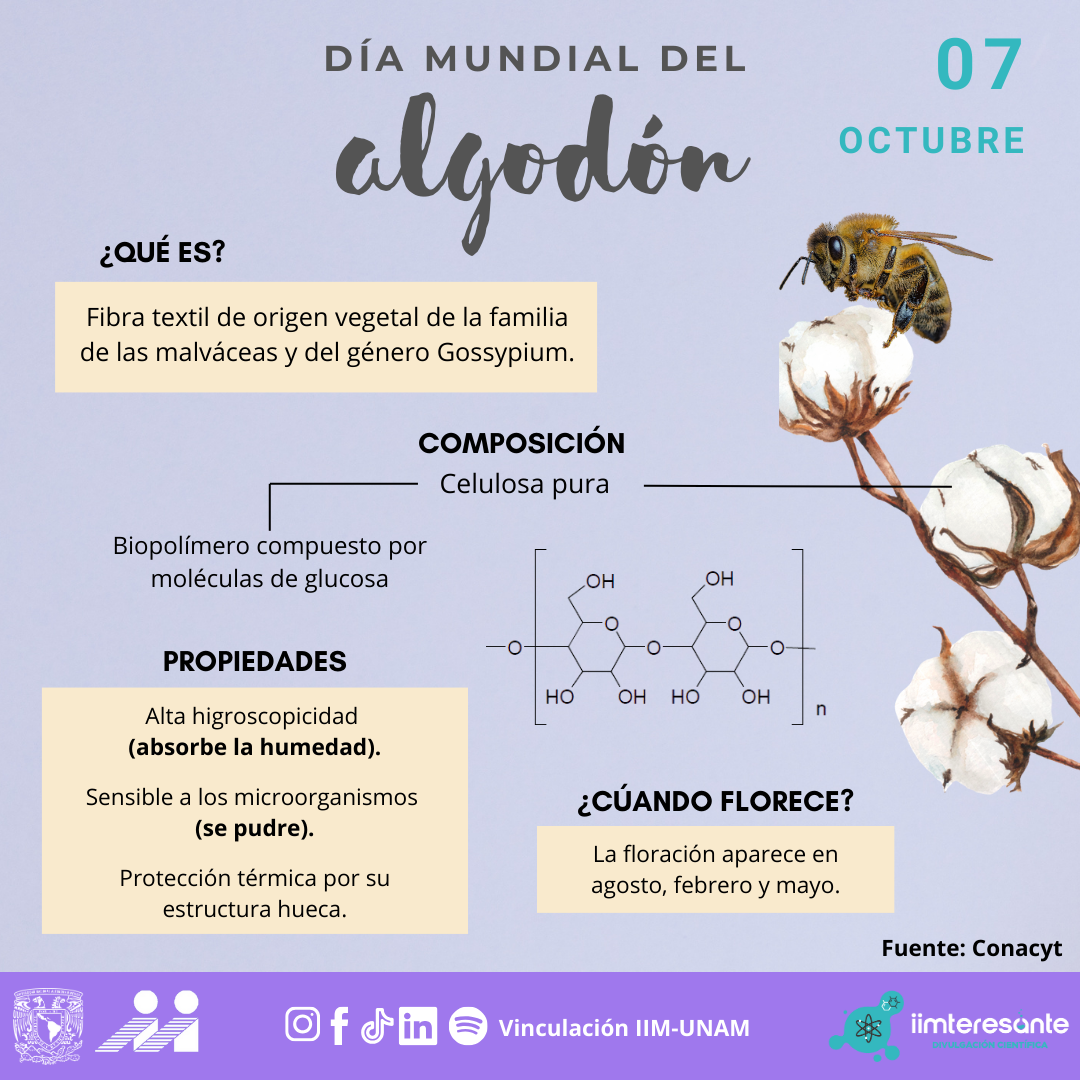 DÍA MUNDIAL DEL
algodón
07
OCTUBRE
¿QUÉ ES?
Fibra textil de origen vegetal de la familia
de las malváceas y del género Gossypium.
COMPOSICIÓN
Celulosa pura
Biopolímero compuesto por
moléculas de glucosa
OH
OH
O
O
O
O
O
HO
OH
HO
OH
n
PROPIEDADES
Alta higroscopicidad
(absorbe la humedad).
Sensible a los microorganismos
(se pudre).
Protección térmica por su
estructura hueca.
¿CÚANDO FLORECE?
La floración aparece en
agosto, febrero y mayo.
Fuente: Conacyt
Vinculación IIM-UNAM
iimteresante